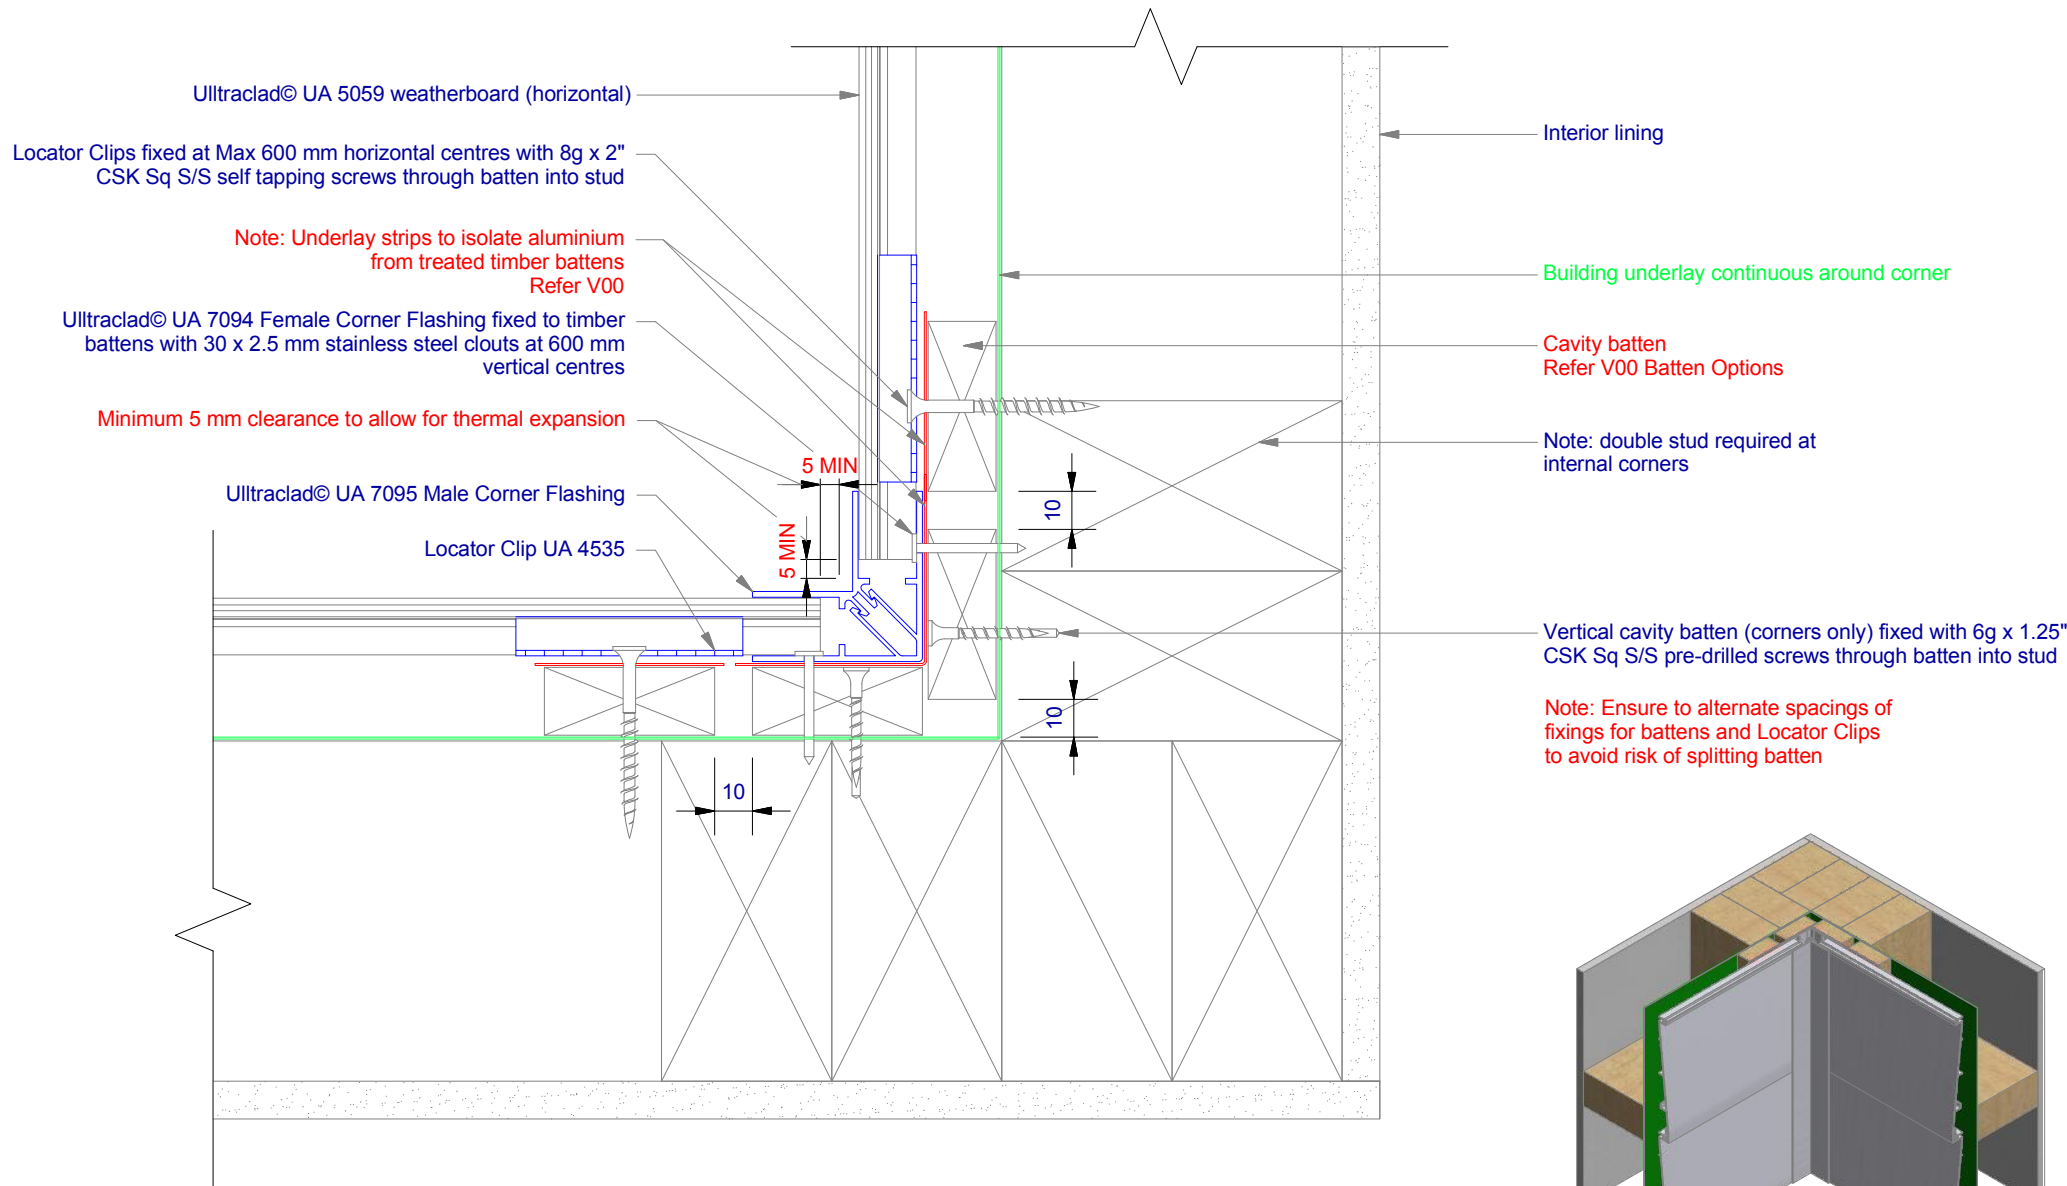 Ulltraclad© UA 5059 weatherboard (horizontal)
Locator Clips fixed at Max 600 mm horizontal centres with 8g x 2"
CSK Sq S/S self tapping screws through batten into stud
Note: Underlay strips to isolate aluminium
from treated timber battens
Refer V00
Ulltraclad© UA 7094 Female Corner Flashing fixed to timber
battens with 30 x 2.5 mm stainless steel clouts at 600 mm
vertical centres
Minimum 5 mm clearance to allow for thermal expansion
Ulltraclad© UA 7095 Male Corner Flashing
Locator Clip UA 4535
5 MIN
5 MIN
10
10
10
Interior lining
Building underlay continuous around corner
Cavity batten
Refer V00 Batten Options
Note: double stud required at
internal corners
Vertical cavity batten (corners only) fixed with 6g x 1.25"
CSK Sq S/S pre-drilled screws through batten into stud
Note: Ensure to alternate spacings of
fixings for battens and Locator Clips
to avoid risk of splitting batten